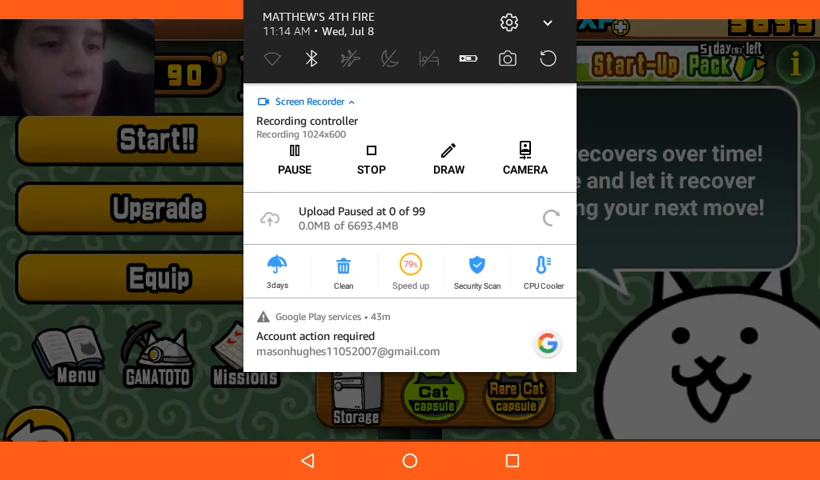 MATTHEW'S 4TH FIRE
11:14 AM • Wed, Jul 8
Screen Recorder
Recording controller
Recording 1024x600
PAUSE STOP DRAW CAMERA
Upload Paused at 0 of 99
0.0MB of 6693.4MB
79%
3days Clean Speed up Security Scan CPU Cooler
Google Play services • 43m
Account action required
masonhughes11052007@gmail.com
90
5 day(s) left
Start-Up Pack
ecovers over time!
e and let it recover
ng your next move!
Start!!
Upgrade
Equip
Menu
GAMATOTO
Missions
Storage
Cat capsule
Rare Cat capsule